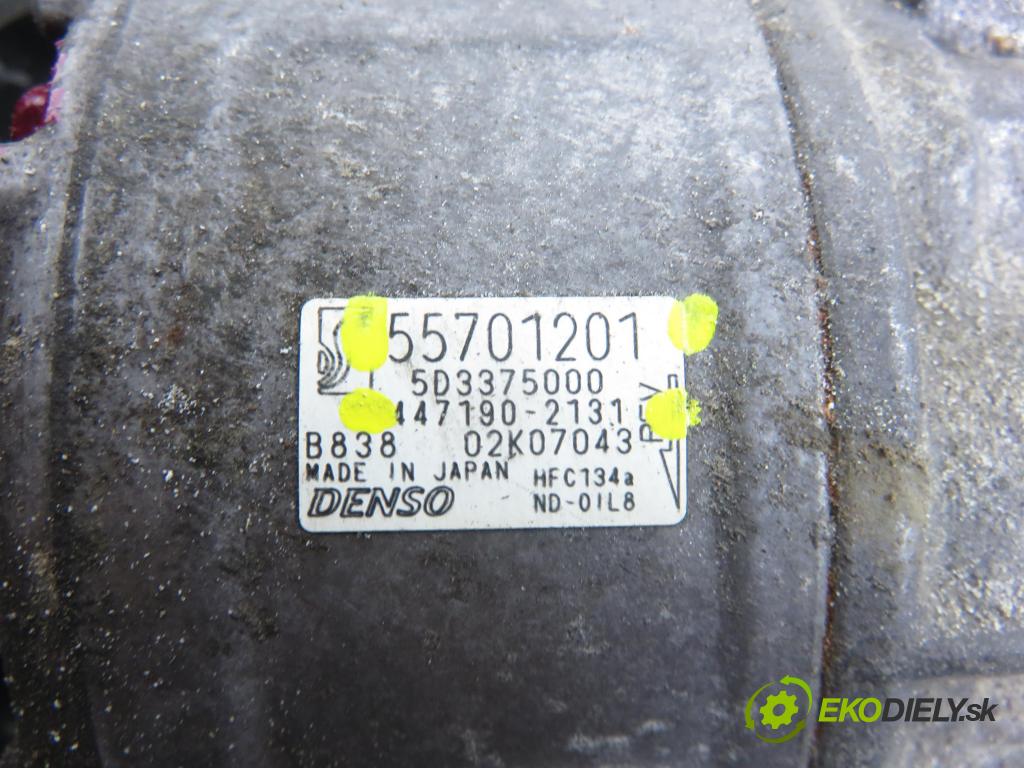 55701201
5D3375000
447190-2131
B838 02K07043
MADE IN JAPAN HFC134a
DENSO ND-OIL8
EKODIELY.sk